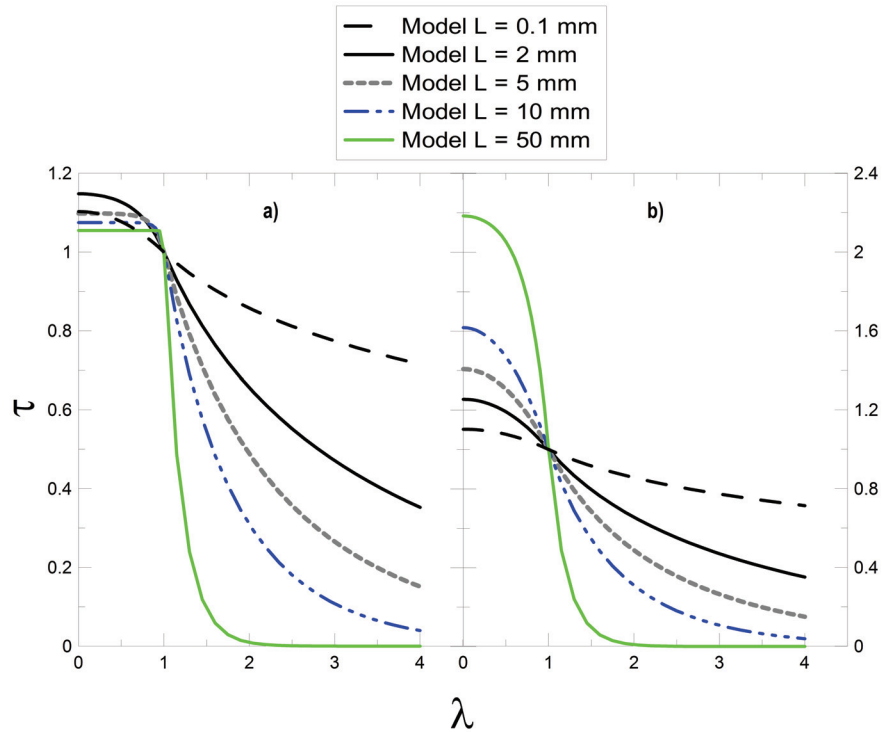 Model L = 0.1 mm
Model L = 2 mm
Model L = 5 mm
Model L = 10 mm
Model L = 50 mm
1.2
1
0.8
0.6
0.4
0.2
0
τ
a)
0 1 2 3 4
b)
2.4
2
1.6
1.2
0.8
0.4
0
0 1 2 3 4
λ